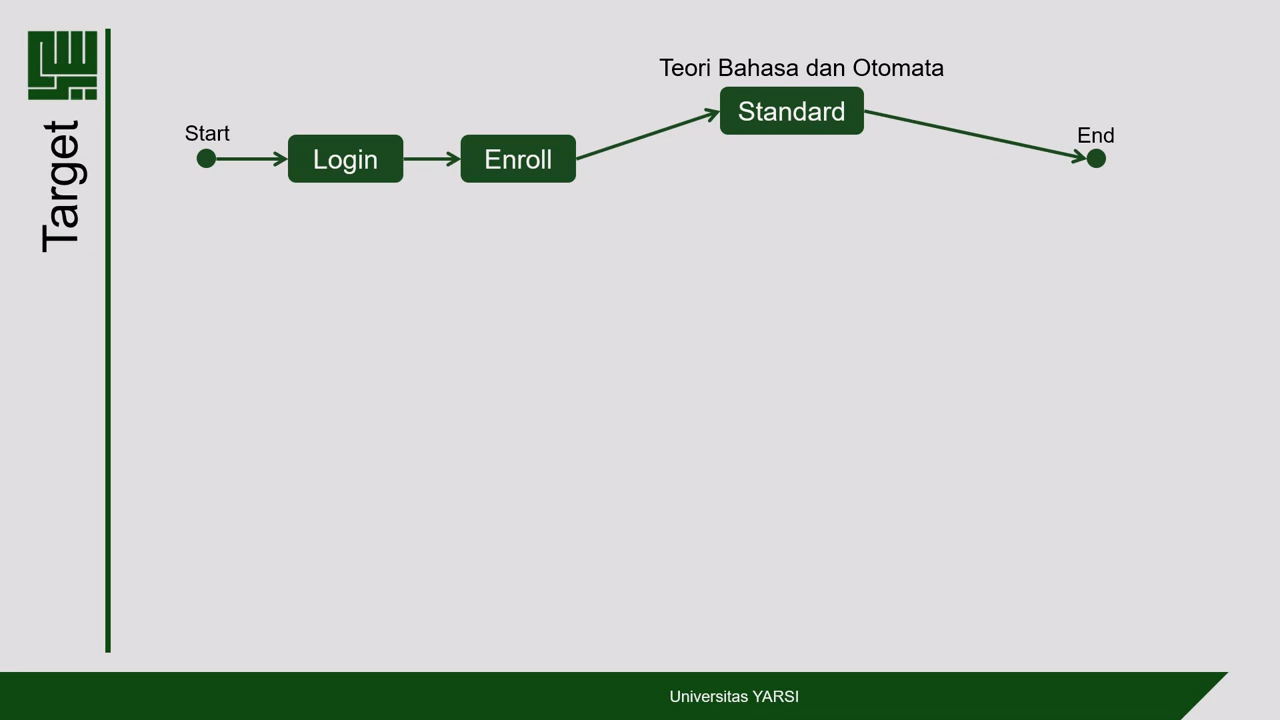 Target
Teori Bahasa dan Otomata
Standard
Start
End
Login
Enroll
Universitas YARSI